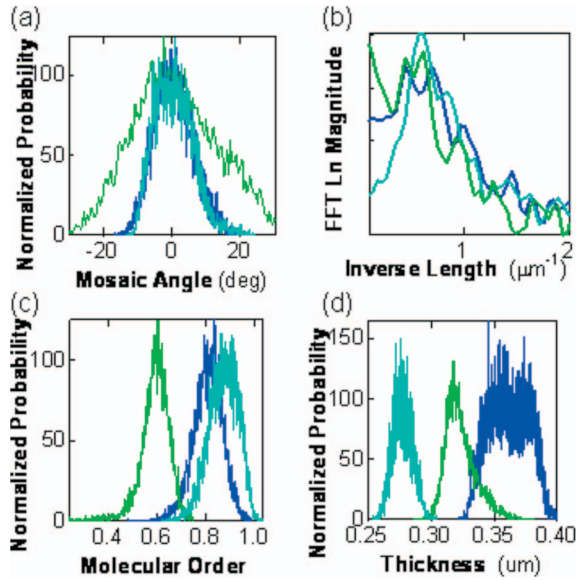 (a)
(b)
Normalized Probability
100
50
0
-20
0
20
Mosaic Angle (deg)
FFT Ln Magnitude
1
2
Inverse Length (μm⁻¹)
(c)
(d)
Normalized Probability
100
50
0
0.4
0.6
0.8
1.0
Molecular Order
Normalized Probability
150
100
50
0
0.25
0.30
0.35
0.40
Thickness (um)